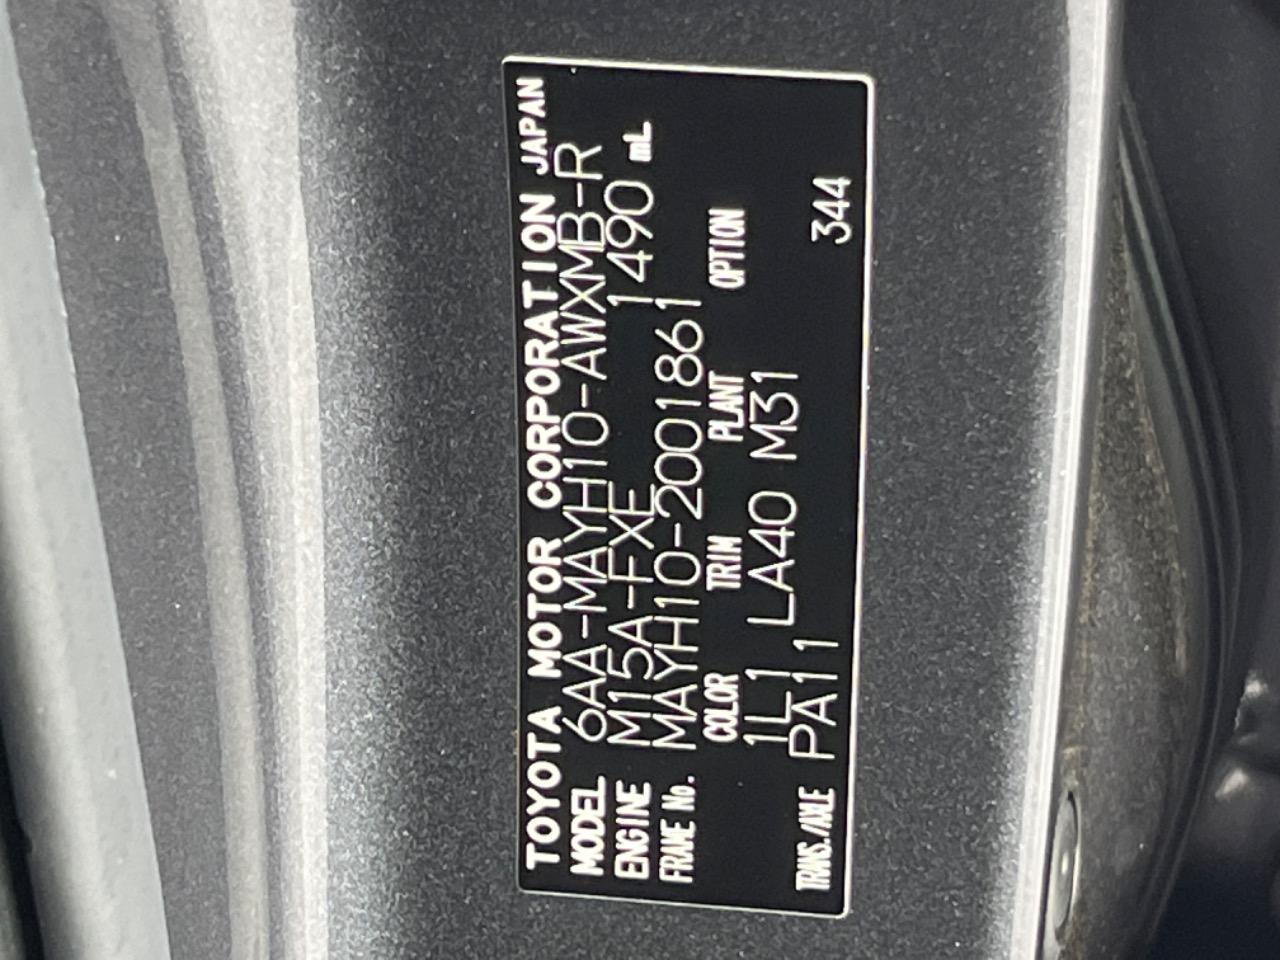 TOYOTA MOTOR CORPORATION JAPAN
MODEL 6AA-MAYH10-AWXMB-R
ENGINE M15A-FXE 1490 mL
FRAME No. MAYH10-2001861
COLOR TRIM PLANT OPTION
1L1 LA40 M31
TRANS./AXLE PA11 344